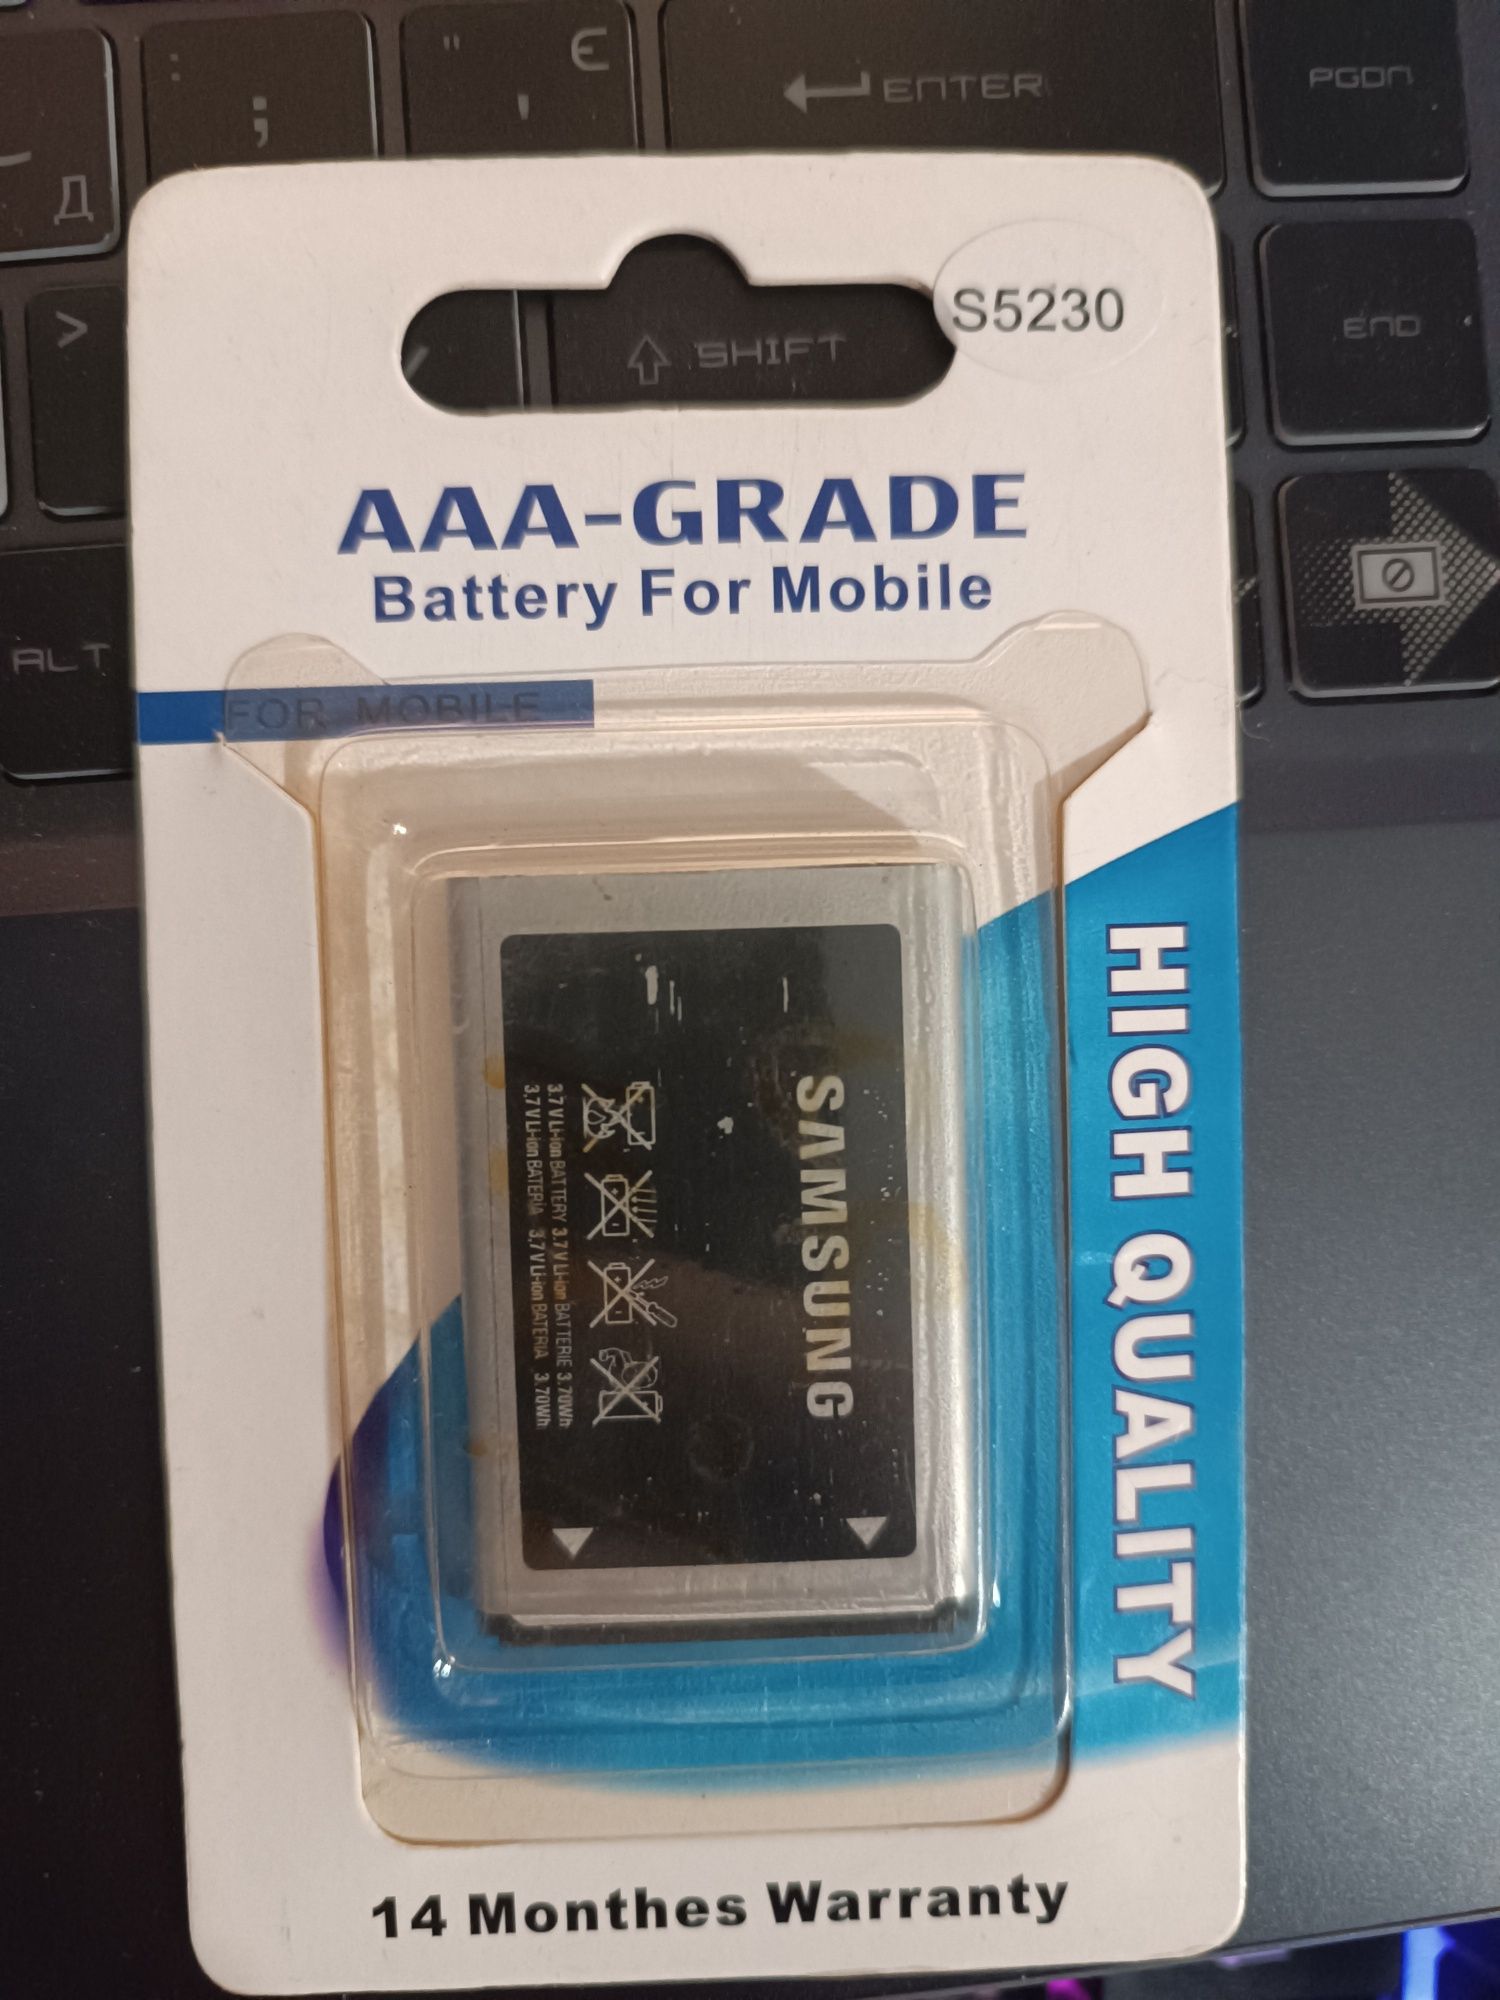 : ;
" Є '
ENTER
PGDN
Д
>
SHIFT
END
ALT
S5230
AAA-GRADE
Battery For Mobile
FOR MOBILE
HIGH QUALITY
SAMSUNG
3.7 V Li-ion BATTERY 3.7 V Li-ion BATTERIE 3.70Wh
3.7 V Li-ion BATERIA 3.7 V Li-ion BATERIA 3.70Wh
14 Monthes Warranty